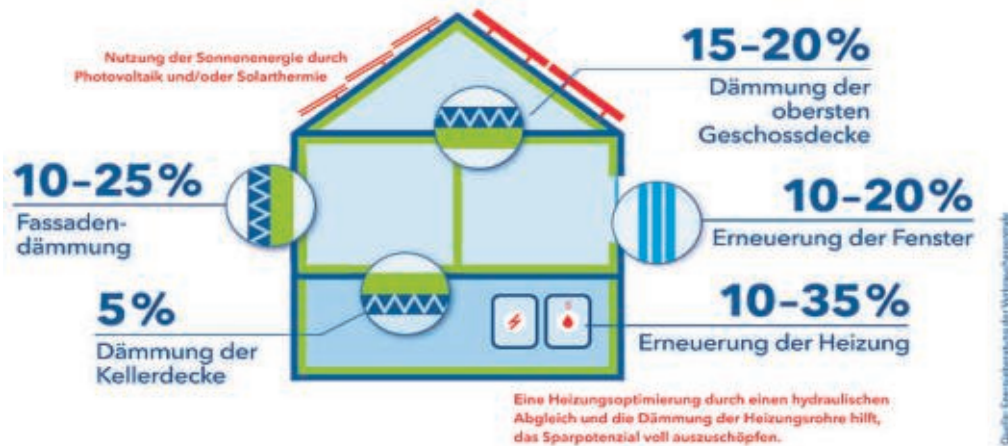 Nutzung der Sonnenenergie durch
Photovoltaik und/oder Solarthermie
15–20%
Dämmung der
obersten
Geschossdecke
10–25%
Fassaden-
dämmung
10–20%
Erneuerung der Fenster
5%
Dämmung der
Kellerdecke
10–35%
Erneuerung der Heizung
Eine Heizungsoptimierung durch einen hydraulischen
Abgleich und die Dämmung der Heizungsrohre hilft,
das Sparpotenzial voll auszuschöpfen.